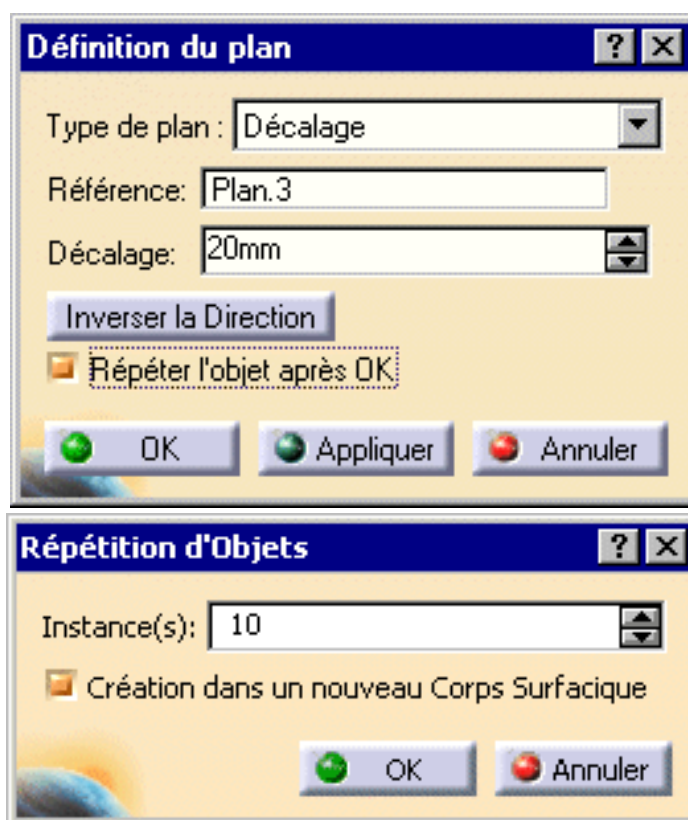 Définition du plan
Type de plan : Décalage
Référence: Plan.3
Décalage: 20mm
Inverser la Direction
Répéter l'objet après OK
OK Appliquer Annuler
Répétition d'Objets
Instance(s): 10
Création dans un nouveau Corps Surfacique
OK Annuler